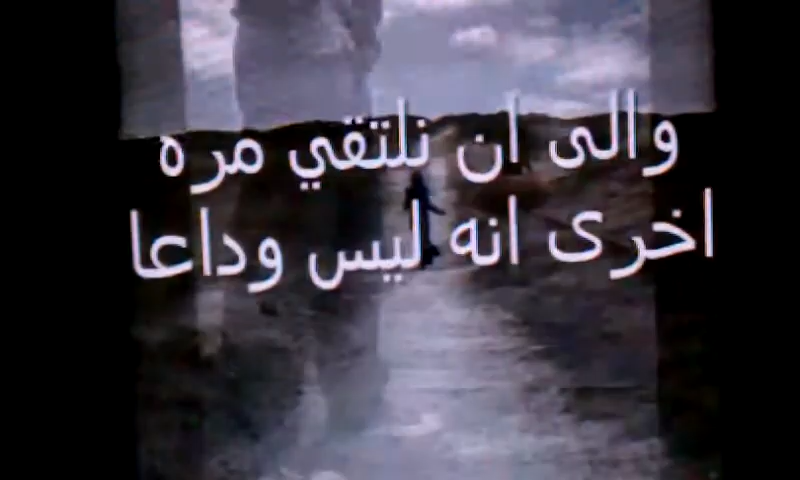 والى ان نلتقي مره
اخرى انه ليس وداعا